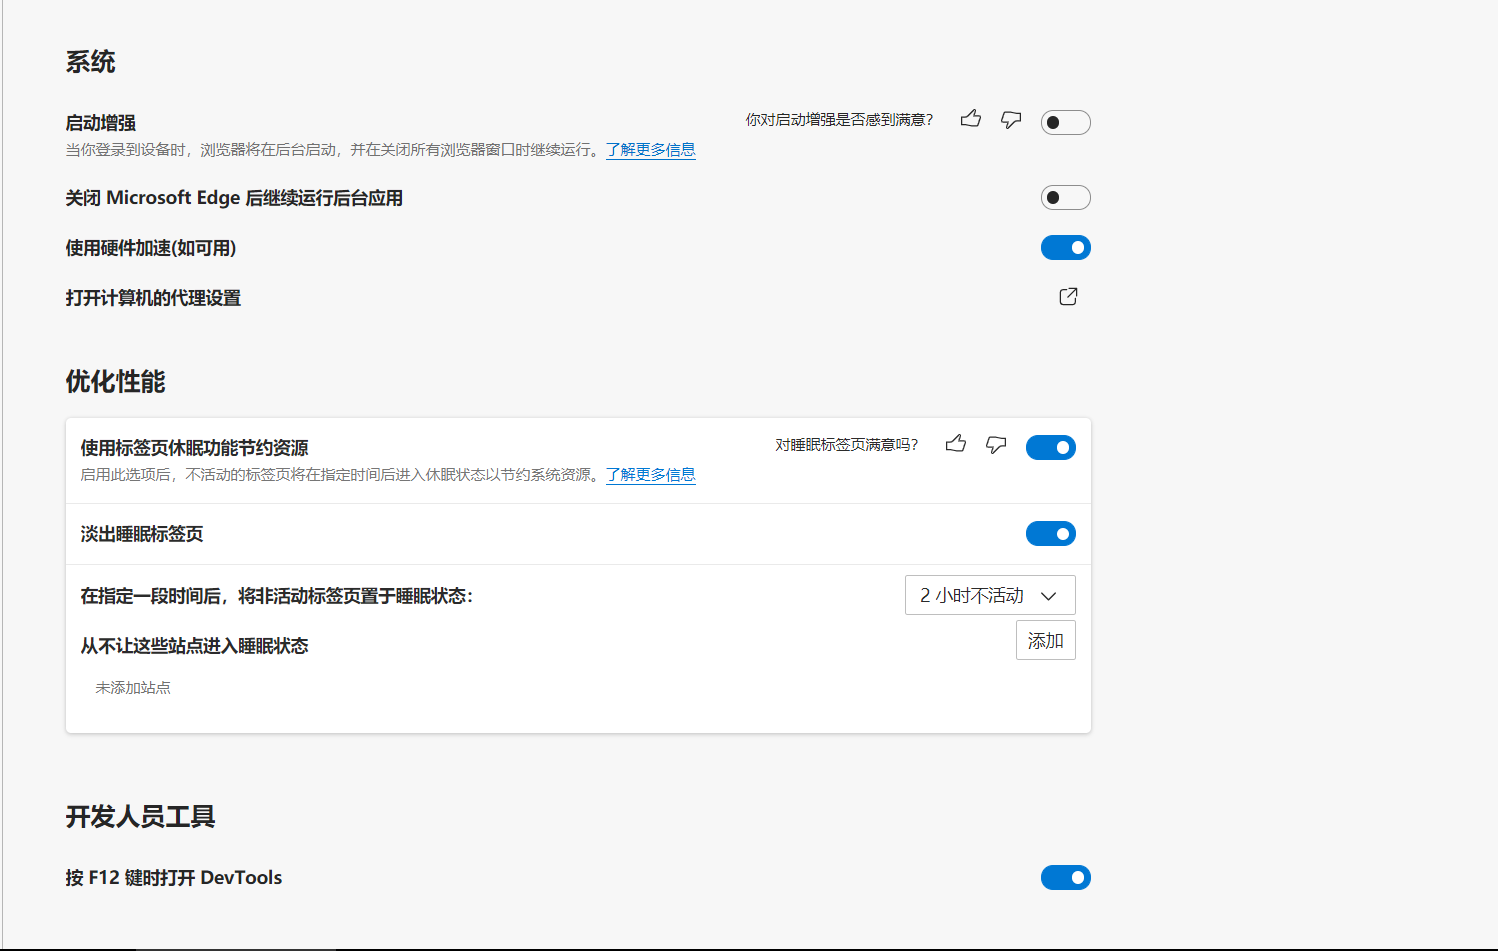 系统
启动增强
你对启动增强是否感到满意？
当你登录到设备时，浏览器将在后台启动，并在关闭所有浏览器窗口时继续运行。了解更多信息
关闭 Microsoft Edge 后继续运行后台应用
使用硬件加速(如可用)
打开计算机的代理设置
优化性能
使用标签页休眠功能节约资源
对睡眠标签页满意吗？
启用此选项后，不活动的标签页将在指定时间后进入休眠状态以节约系统资源。了解更多信息
淡出睡眠标签页
在指定一段时间后，将非活动标签页置于睡眠状态：
2 小时不活动
从不让这些站点进入睡眠状态
添加
未添加站点
开发人员工具
按 F12 键时打开 DevTools